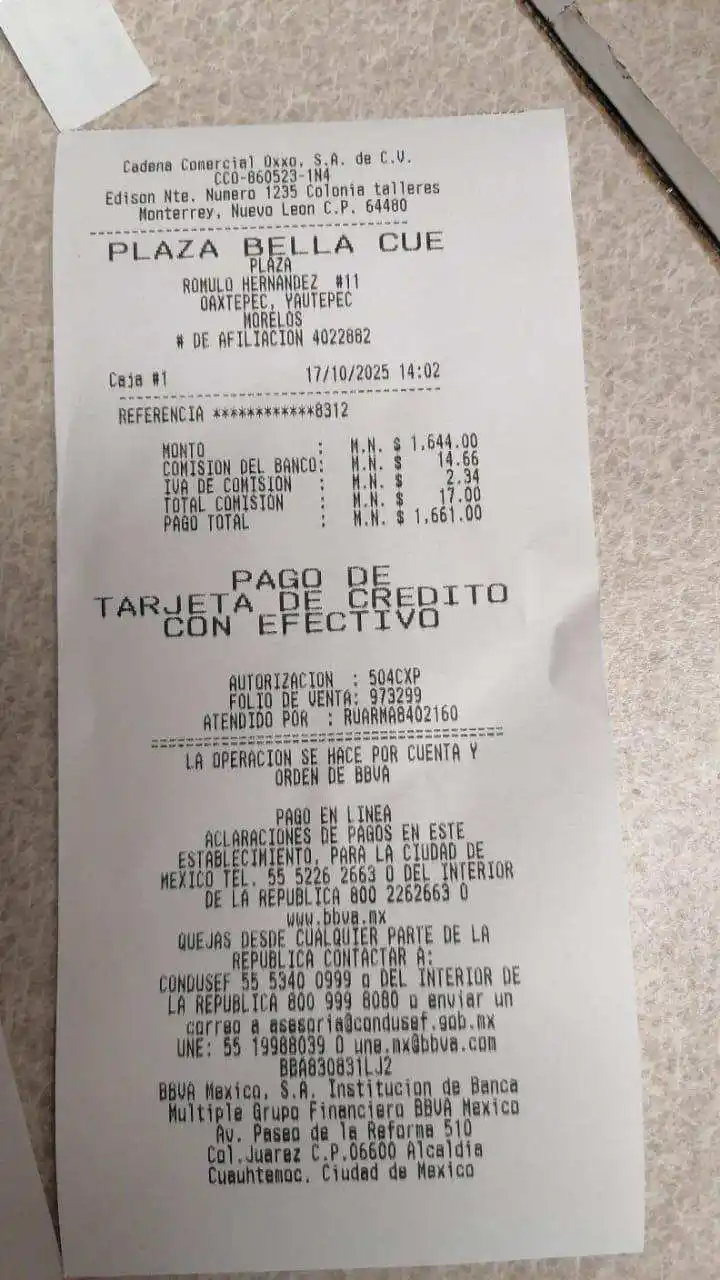 Cadena Comercial Oxxo, S.A. de C.V.
CCO-860523-1N4
Edison Nte. Numero 1235 Colonia talleres
Monterrey, Nuevo Leon C.P. 64480
PLAZA BELLA CUE
PLAZA
ROMULO HERNANDEZ #11
OAXTEPEC, YAUTEPEC
MORELOS
# DE AFILIACION 4022882
Caja #1 17/10/2025 14:02
REFERENCIA ************8312
MONTO : M.N. $ 1,644.00
COMISION DEL BANCO: M.N. $ 14.66
IVA DE COMISION : M.N. $ 2.34
TOTAL COMISION : M.N. $ 17.00
PAGO TOTAL : M.N. $ 1,661.00
PAGO DE
TARJETA DE CREDITO
CON EFECTIVO
AUTORIZACION : 504CXP
FOLIO DE VENTA: 973299
ATENDIDO POR : RUARMA8402160
LA OPERACION SE HACE POR CUENTA Y
ORDEN DE BBVA
PAGO EN LINEA
ACLARACIONES DE PAGOS EN ESTE
ESTABLECIMIENTO, PARA LA CIUDAD DE
MEXICO TEL. 55 5226 2663 O DEL INTERIOR
DE LA REPUBLICA 800 2262663 O
www.bbva.mx
QUEJAS DESDE CUALQUIER PARTE DE LA
REPUBLICA CONTACTAR A:
CONDUSEF 55 5340 0999 o DEL INTERIOR DE
LA REPUBLICA 800 999 8080 o enviar un
correo a asesoria@condusef.gob.mx
UNE: 55 19988039 O une.mx@bbva.com
BBA830831LJ2
BBVA Mexico, S.A. Institucion de Banca
Multiple Grupo Financiero BBVA Mexico
Av. Paseo de la Reforma 510
Col.Juarez C.P.06600 Alcaldia
Cuauhtemoc, Ciudad de Mexico